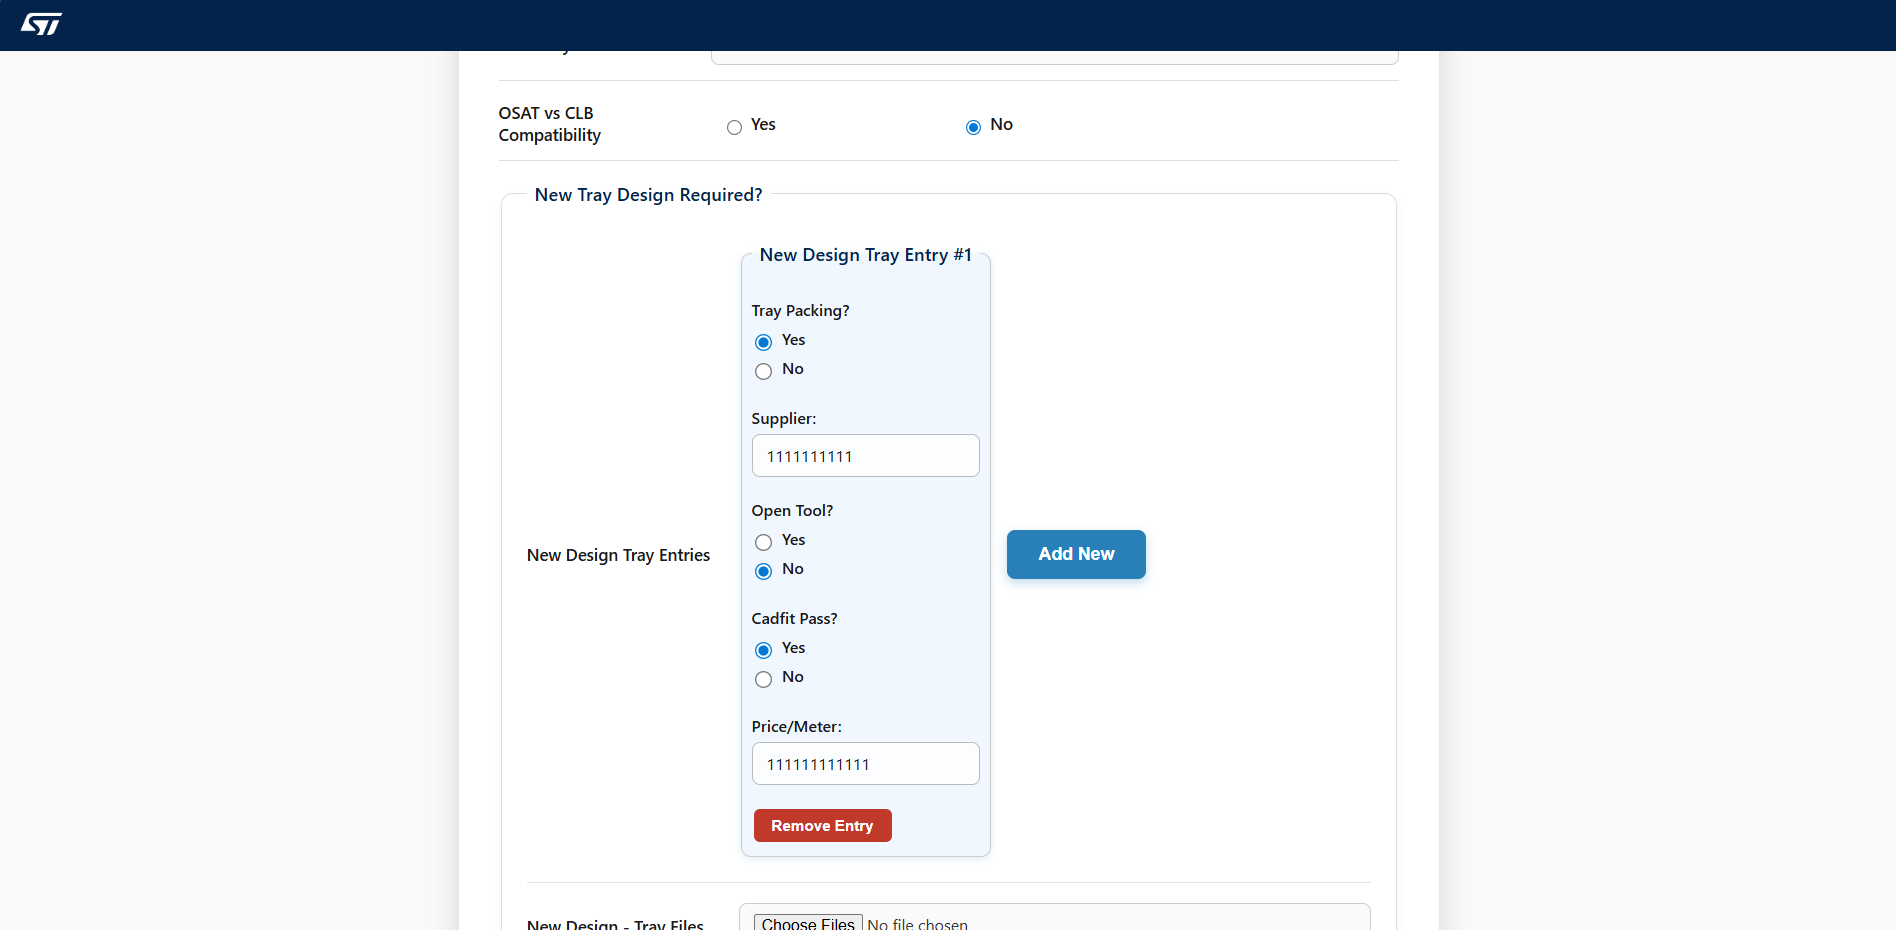 ST
OSAT vs CLB
Compatibility
Yes
No
New Tray Design Required?
New Design Tray Entry #1
Tray Packing?
Yes
No
Supplier:
1111111111
Open Tool?
Yes
No
New Design Tray Entries
Add New
Cadfit Pass?
Yes
No
Price/Meter:
111111111111
Remove Entry
New Design - Tray Files
Choose Files No file chosen